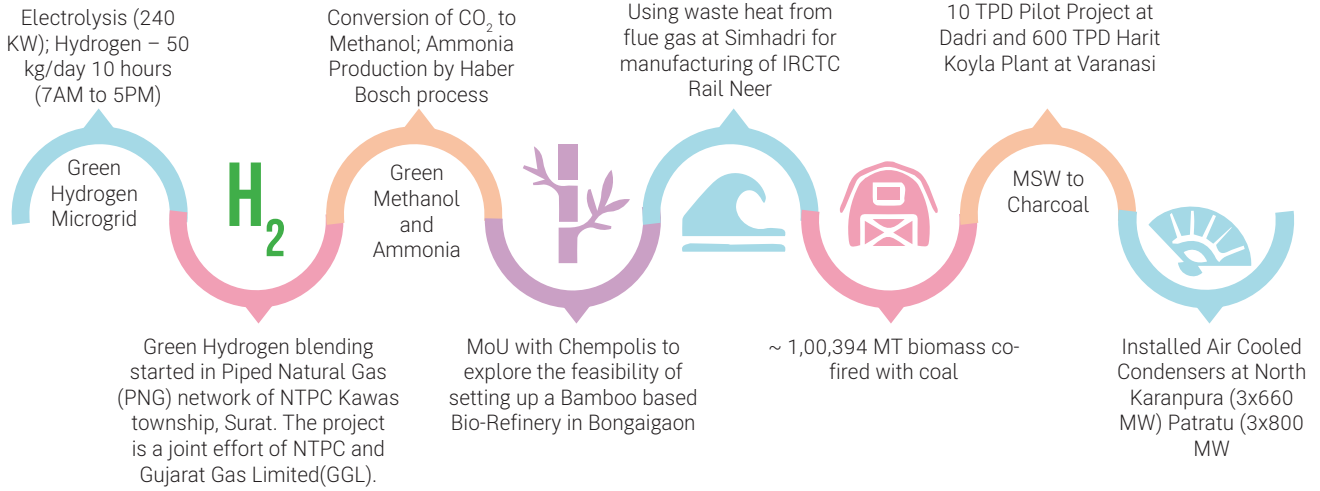 Electrolysis (240
KW); Hydrogen – 50
kg/day 10 hours
(7AM to 5PM)
Green
Hydrogen
Microgrid
H2
Green Hydrogen blending
started in Piped Natural Gas
(PNG) network of NTPC Kawas
township, Surat. The project
is a joint effort of NTPC and
Gujarat Gas Limited(GGL).
Conversion of CO2 to
Methanol; Ammonia
Production by Haber
Bosch process
Green
Methanol
and
Ammonia
MoU with Chempolis to
explore the feasibility of
setting up a Bamboo based
Bio-Refinery in Bongaigaon
Using waste heat from
flue gas at Simhadri for
manufacturing of IRCTC
Rail Neer
~ 1,00,394 MT biomass co-
fired with coal
10 TPD Pilot Project at
Dadri and 600 TPD Harit
Koyla Plant at Varanasi
MSW to
Charcoal
Installed Air Cooled
Condensers at North
Karanpura (3x660
MW) Patratu (3x800
MW